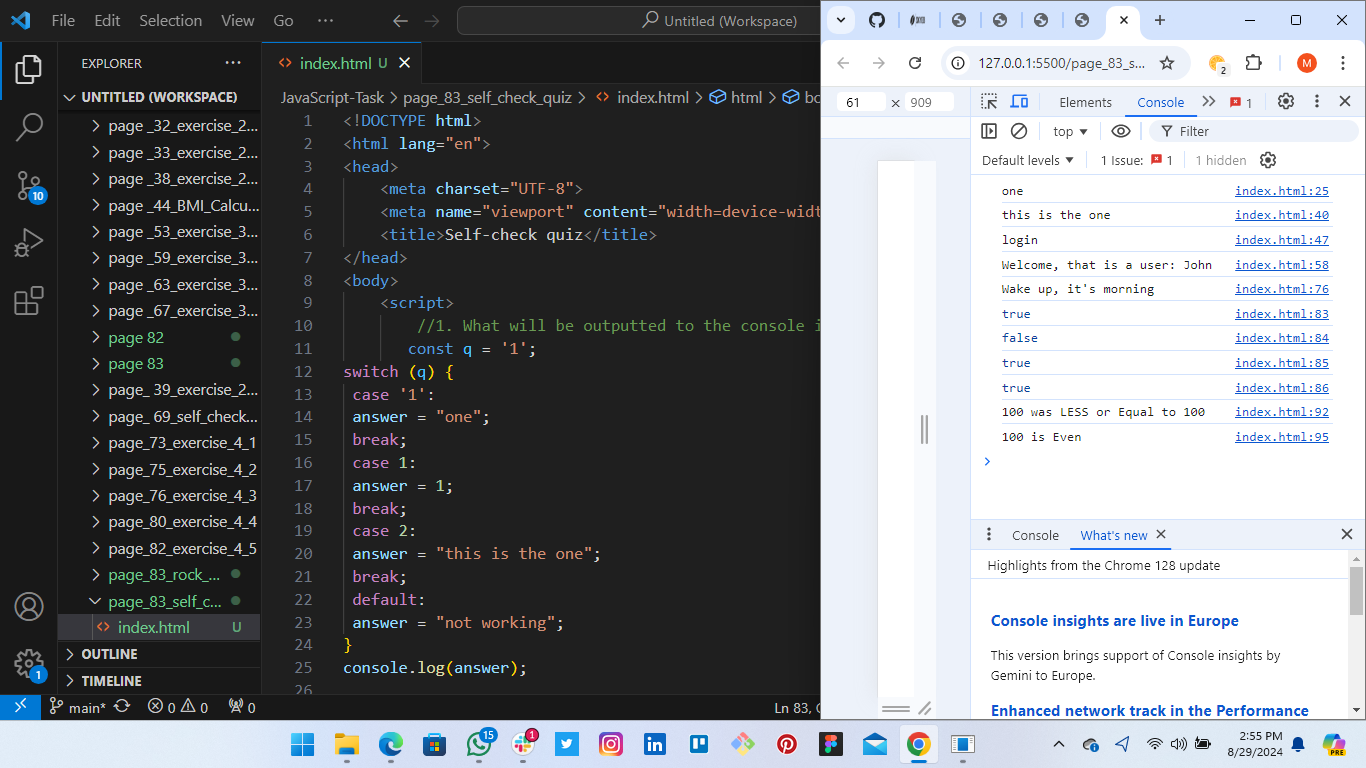 File Edit Selection View Go ··· Untitled (Workspace)
EXPLORER ···
UNTITLED (WORKSPACE)
page _32_exercise_2...
page _33_exercise_2...
page _38_exercise_2...
page _44_BMI_Calcu...
page _53_exercise_3...
page _59_exercise_3...
page _63_exercise_3...
page _67_exercise_3...
page 82
page 83
page_ 39_exercise_2...
page_ 69_self_check...
page_73_exercise_4_1
page_75_exercise_4_2
page_76_exercise_4_3
page_80_exercise_4_4
page_82_exercise_4_5
page_83_rock_...
page_83_self_c...
<> index.html U
OUTLINE
TIMELINE
10
1
<> index.html U
JavaScript-Task > page_83_self_check_quiz > <> index.html > html >
1 <!DOCTYPE html>
2 <html lang="en">
3 <head>
4 <meta charset="UTF-8">
5 <meta name="viewport" content="width=device-widt
6 <title>Self-check quiz</title>
7 </head>
8 <body>
9 <script>
10 //1. What will be outputted to the console i
11 const q = '1';
12 switch (q) {
13 case '1':
14 answer = "one";
15 break;
16 case 1:
17 answer = 1;
18 break;
19 case 2:
20 answer = "this is the one";
21 break;
22 default:
23 answer = "not working";
24 }
25 console.log(answer);
26
main* 0 0 0 Ln 83,
127.0.0.1:5500/page_83_s... 2 M
61 × 909
Elements Console 1
top Filter
Default levels 1 Issue: 1 1 hidden
one index.html:25
this is the one index.html:40
login index.html:47
Welcome, that is a user: John index.html:58
Wake up, it's morning index.html:76
true index.html:83
false index.html:84
true index.html:85
true index.html:86
100 was LESS or Equal to 100 index.html:92
100 is Even index.html:95
>
Console What's new
Highlights from the Chrome 128 update
Console insights are live in Europe
This version brings support of Console insights by
Gemini to Europe.
Enhanced network track in the Performance
15 1
2:55 PM
8/29/2024
PRE